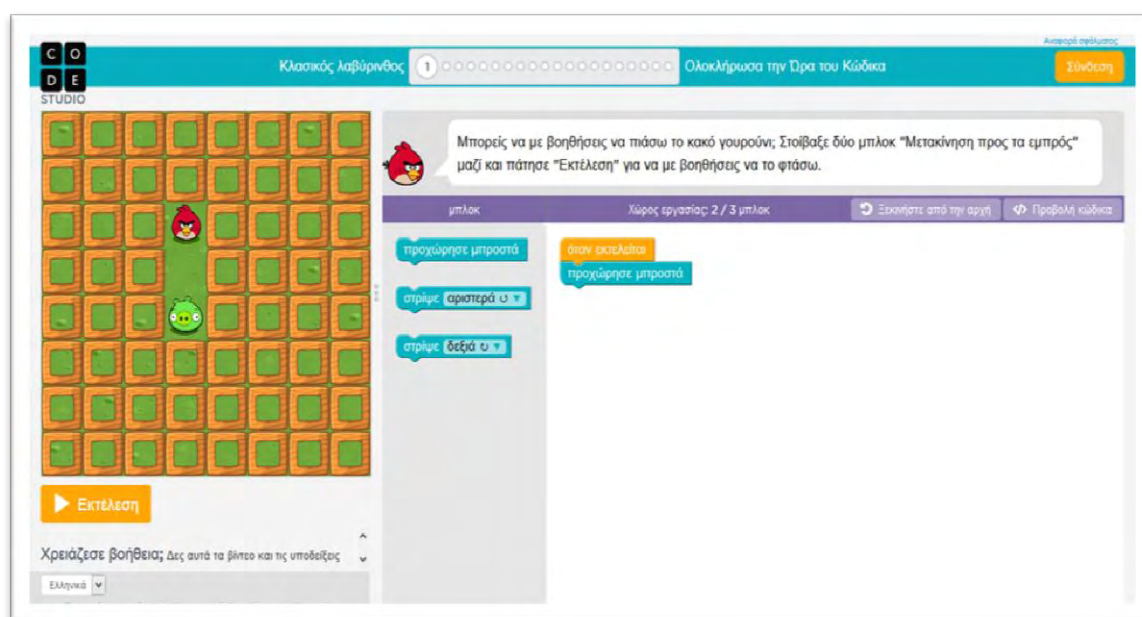 Αναφορά σφάλματος
C O
D E
STUDIO
Κλασικός λαβύρινθος
1
Ολοκλήρωσα την Ώρα του Κώδικα
Σύνδεση
Μπορείς να με βοηθήσεις να πιάσω το κακό γουρούνι; Στοίβαξε δύο μπλοκ "Μετακίνηση προς τα εμπρός"
μαζί και πάτησε "Εκτέλεση" για να με βοηθήσεις να το φτάσω.
μπλοκ
Χώρος εργασίας: 2 / 3 μπλοκ
Ξεκινήστε από την αρχή
Προβολή κώδικα
προχώρησε μπροστά
στρίψε αριστερά ↺ ▼
στρίψε δεξιά ↻ ▼
όταν εκτελείται
προχώρησε μπροστά
Εκτέλεση
Χρειάζεσε βοήθεια; Δες αυτά τα βίντεο και τις υποδείξεις
Ελληνικά